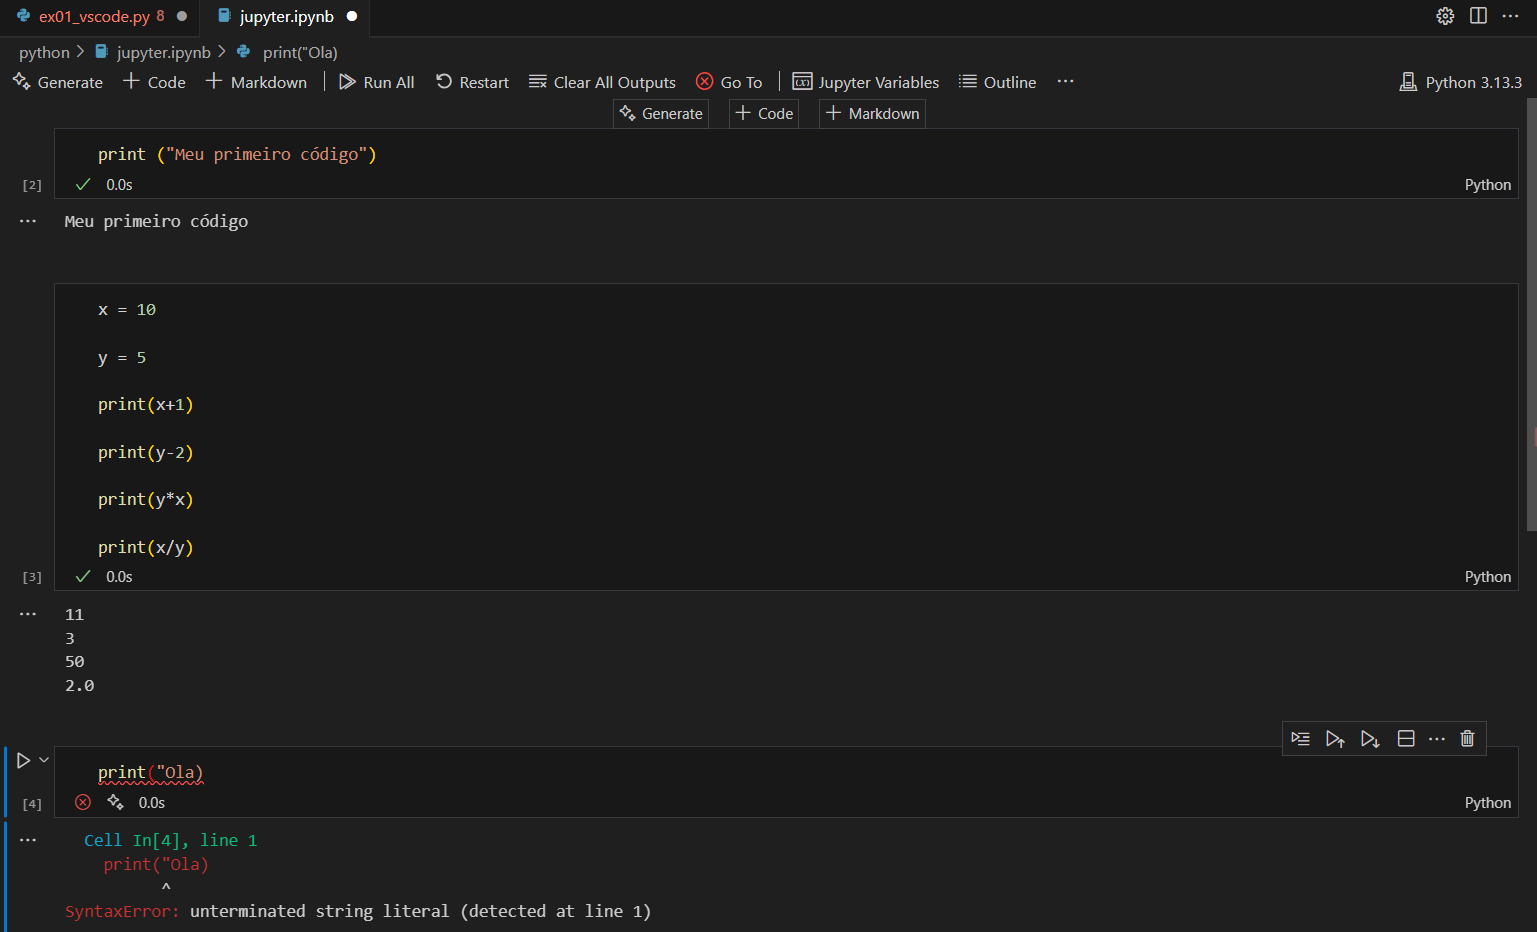 ex01_vscode.py 8
jupyter.ipynb
python > jupyter.ipynb > print("Ola)
Generate + Code + Markdown Run All Restart Clear All Outputs Go To Jupyter Variables Outline ... Python 3.13.3
Generate + Code + Markdown
print ("Meu primeiro código")
[2] 0.0s Python
Meu primeiro código
x = 10
y = 5
print(x+1)
print(y-2)
print(y*x)
print(x/y)
[3] 0.0s Python
11
3
50
2.0
print("Ola)
[4] 0.0s Python
Cell In[4], line 1
print("Ola)
^
SyntaxError: unterminated string literal (detected at line 1)